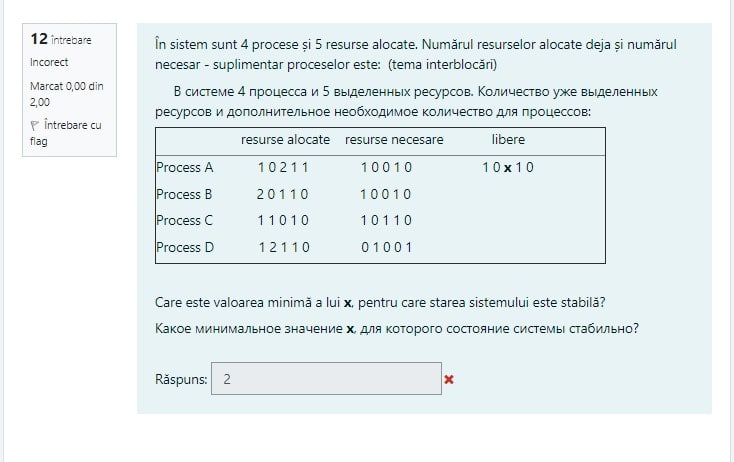 12 întrebare
Incorect
Marcat 0,00 din
2,00
Întrebare cu
flag
În sistem sunt 4 procese și 5 resurse alocate. Numărul resurselor alocate deja și numărul
necesar - suplimentar proceselor este: (tema interblocări)
В системе 4 процесса и 5 выделенных ресурсов. Количество уже выделенных
ресурсов и дополнительное необходимое количество для процессов:
resurse alocate resurse necesare libere
Process A 1 0 2 1 1 1 0 0 1 0 1 0 x 1 0
Process B 2 0 1 1 0 1 0 0 1 0
Process C 1 1 0 1 0 1 0 1 1 0
Process D 1 2 1 1 0 0 1 0 0 1
Care este valoarea minimă a lui x, pentru care starea sistemului este stabilă?
Какое минимальное значение x, для которого состояние системы стабильно?
Răspuns: 2